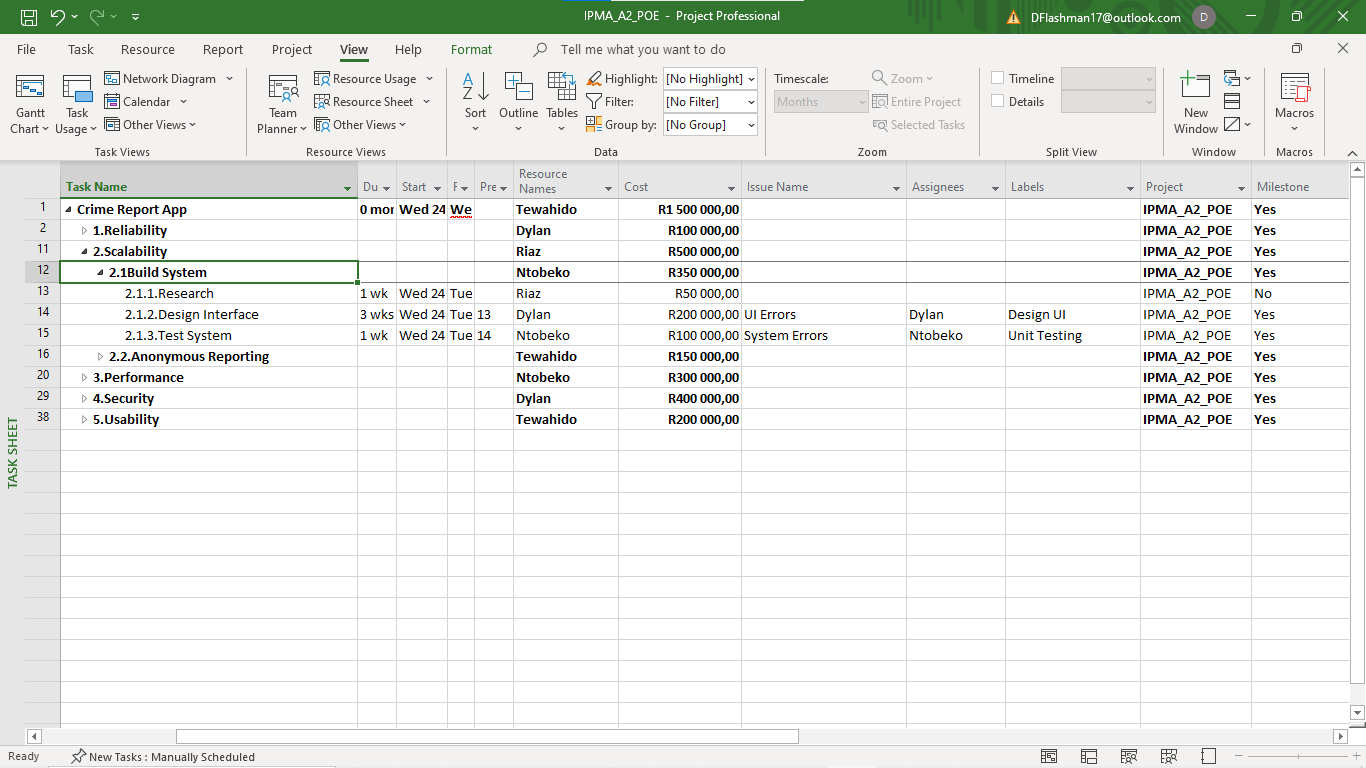 IPMA_A2_POE - Project Professional
DFlashman17@outlook.com D
File Task Resource Report Project View Help Format Tell me what you want to do
Gantt Chart
Task Usage
Network Diagram
Calendar
Other Views
Task Views
Team Planner
Resource Usage
Resource Sheet
Other Views
Resource Views
Sort
Outline
Tables
Highlight: [No Highlight]
Filter: [No Filter]
Group by: [No Group]
Data
Timescale:
Months
Zoom
Entire Project
Selected Tasks
Zoom
Timeline
Details
Split View
New Window
Window
Macros
Macros
Task Name Du Start F Pre Resource Names Cost Issue Name Assignees Labels Project Milestone
1 Crime Report App 0 mor Wed 24 We Tewahido R1 500 000,00 IPMA_A2_POE Yes
2 1.Reliability Dylan R100 000,00 IPMA_A2_POE Yes
11 2.Scalability Riaz R500 000,00 IPMA_A2_POE Yes
12 2.1Build System Ntobeko R350 000,00 IPMA_A2_POE Yes
13 2.1.1.Research 1 wk Wed 24 Tue Riaz R50 000,00 IPMA_A2_POE No
14 2.1.2.Design Interface 3 wks Wed 24 Tue 13 Dylan R200 000,00 UI Errors Dylan Design UI IPMA_A2_POE Yes
15 2.1.3.Test System 1 wk Wed 24 Tue 14 Ntobeko R100 000,00 System Errors Ntobeko Unit Testing IPMA_A2_POE Yes
16 2.2.Anonymous Reporting Tewahido R150 000,00 IPMA_A2_POE Yes
20 3.Performance Ntobeko R300 000,00 IPMA_A2_POE Yes
29 4.Security Dylan R400 000,00 IPMA_A2_POE Yes
38 5.Usability Tewahido R200 000,00 IPMA_A2_POE Yes
TASK SHEET
Ready New Tasks : Manually Scheduled